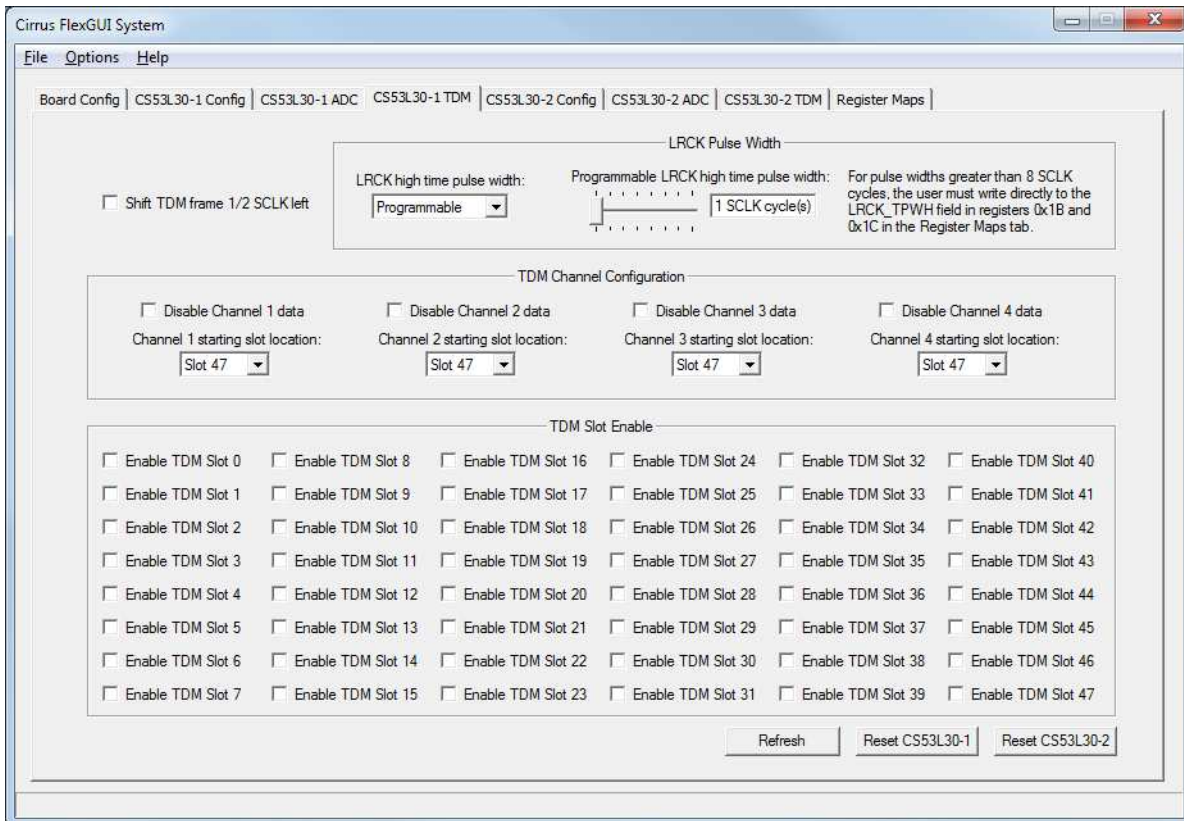 Cirrus FlexGUI System
File Options Help
Board Config CS53L30-1 Config CS53L30-1 ADC CS53L30-1 TDM CS53L30-2 Config CS53L30-2 ADC CS53L30-2 TDM Register Maps
LRCK Pulse Width
Shift TDM frame 1/2 SCLK left
LRCK high time pulse width:
Programmable
Programmable LRCK high time pulse width:
1 SCLK cycle(s)
For pulse widths greater than 8 SCLK
cycles, the user must write directly to the
LRCK_TPWH field in registers 0x1B and
0x1C in the Register Maps tab.
TDM Channel Configuration
Disable Channel 1 data Disable Channel 2 data Disable Channel 3 data Disable Channel 4 data
Channel 1 starting slot location: Channel 2 starting slot location: Channel 3 starting slot location: Channel 4 starting slot location:
Slot 47 Slot 47 Slot 47 Slot 47
TDM Slot Enable
Enable TDM Slot 0 Enable TDM Slot 8 Enable TDM Slot 16 Enable TDM Slot 24 Enable TDM Slot 32 Enable TDM Slot 40
Enable TDM Slot 1 Enable TDM Slot 9 Enable TDM Slot 17 Enable TDM Slot 25 Enable TDM Slot 33 Enable TDM Slot 41
Enable TDM Slot 2 Enable TDM Slot 10 Enable TDM Slot 18 Enable TDM Slot 26 Enable TDM Slot 34 Enable TDM Slot 42
Enable TDM Slot 3 Enable TDM Slot 11 Enable TDM Slot 19 Enable TDM Slot 27 Enable TDM Slot 35 Enable TDM Slot 43
Enable TDM Slot 4 Enable TDM Slot 12 Enable TDM Slot 20 Enable TDM Slot 28 Enable TDM Slot 36 Enable TDM Slot 44
Enable TDM Slot 5 Enable TDM Slot 13 Enable TDM Slot 21 Enable TDM Slot 29 Enable TDM Slot 37 Enable TDM Slot 45
Enable TDM Slot 6 Enable TDM Slot 14 Enable TDM Slot 22 Enable TDM Slot 30 Enable TDM Slot 38 Enable TDM Slot 46
Enable TDM Slot 7 Enable TDM Slot 15 Enable TDM Slot 23 Enable TDM Slot 31 Enable TDM Slot 39 Enable TDM Slot 47
Refresh Reset CS53L30-1 Reset CS53L30-2